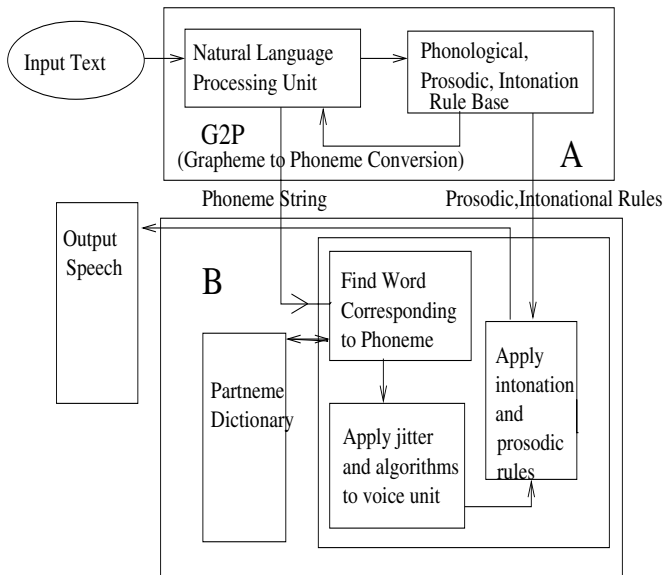 Input Text
Natural Language
Processing Unit
Phonological,
Prosodic, Intonation
Rule Base
G2P
(Grapheme to Phoneme Conversion)
A
Phoneme String
Prosodic,Intonational Rules
Output
Speech
B
Find Word
Corresponding
to Phoneme
Partneme
Dictionary
Apply jitter
and algorithms
to voice unit
Apply
intonation
and
prosodic
rules